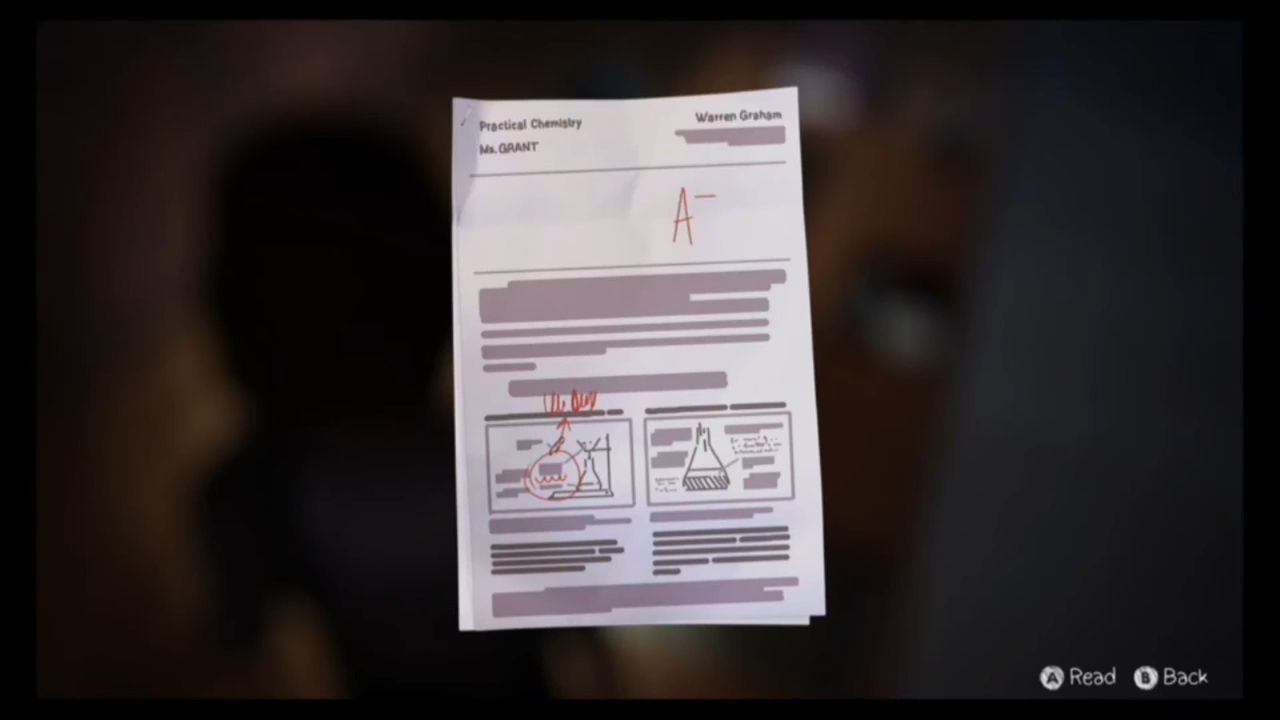 Practical Chemistry
Warren Graham
Ms. GRANT
A-
A Read B Back